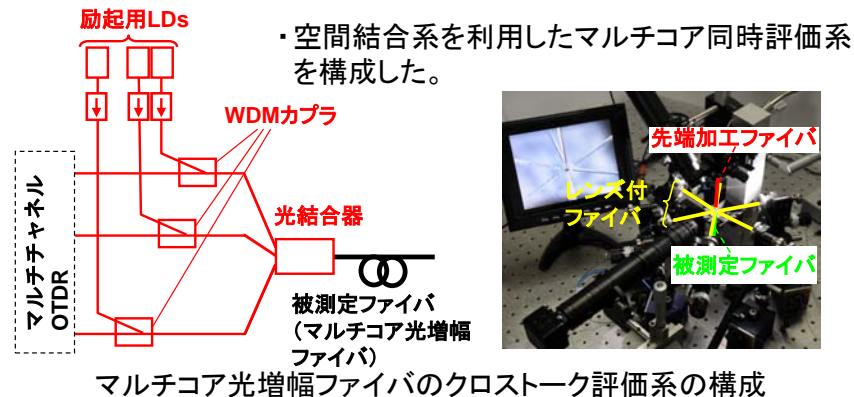 励起用LDs
・空間結合系を利用したマルチコア同時評価系
を構成した。
WDMカプラ
マルチチャネル
OTDR
光結合器
被測定ファイバ
（マルチコア光増幅
ファイバ）
先端加工ファイバ
レンズ付
ファイバ
被測定ファイバ
マルチコア光増幅ファイバのクロストーク評価系の構成